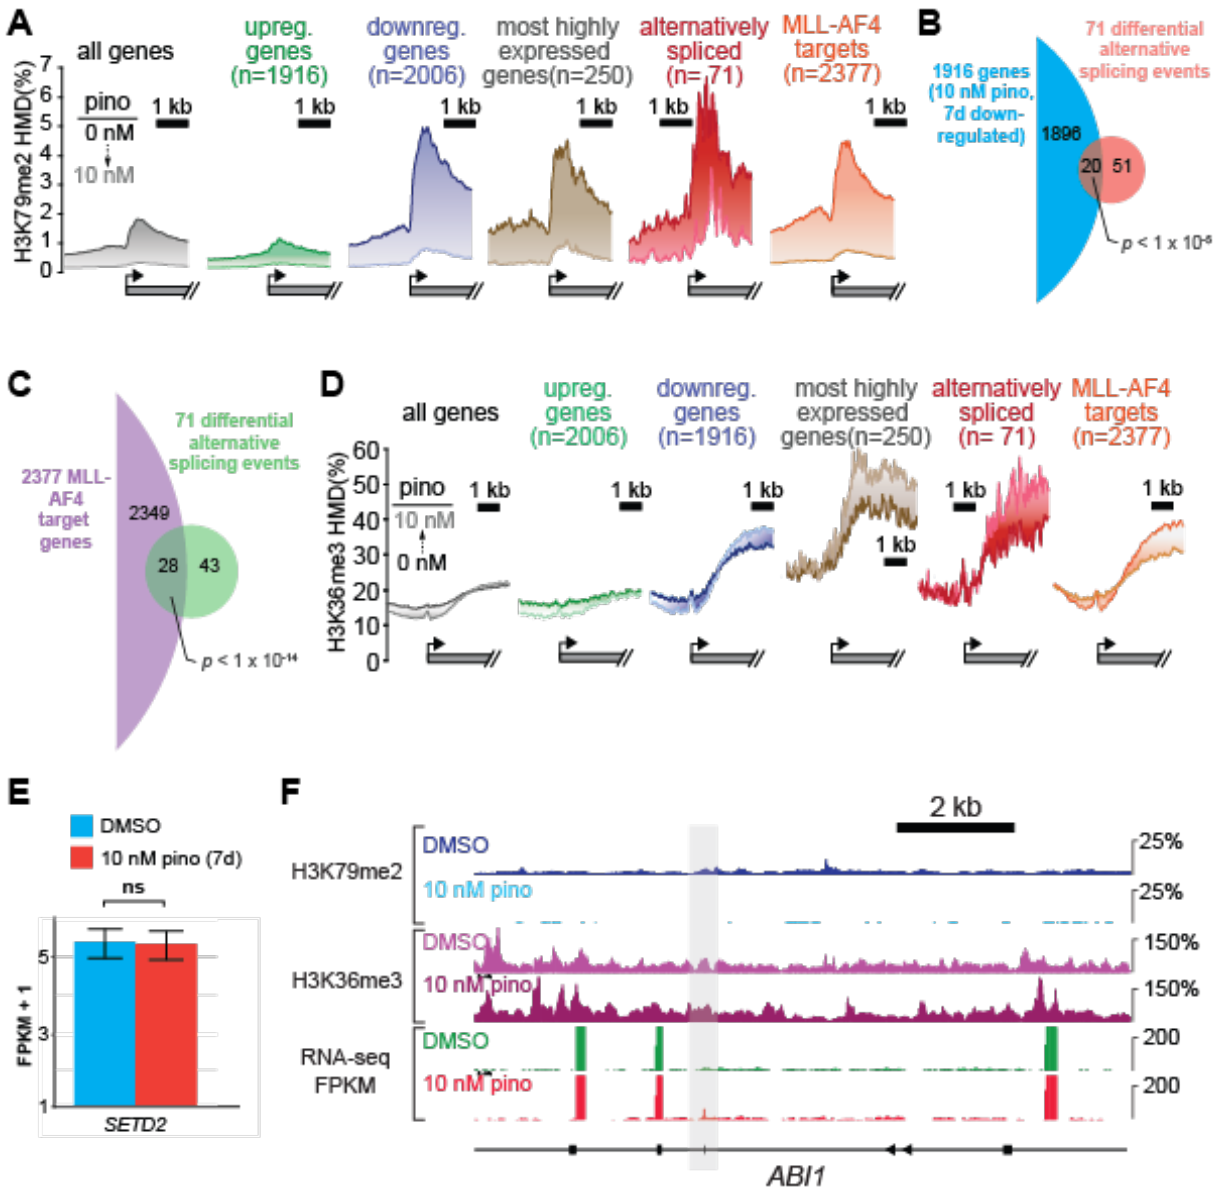 A
all genes
upreg.
genes
(n=1916)
downreg.
genes
(n=2006)
most highly
expressed
genes(n=250)
alternatively
spliced
(n= 71)
MLL-AF4
targets
(n=2377)
H3K79me2 HMD(%)
7
6
5
4
3
2
1
0
pino
0 nM
10 nM
1 kb
1 kb
1 kb
1 kb
1 kb
1 kb
B
71 differential
alternative
splicing events
1916 genes
(10 nM pino,
7d down-
regulated)
1896
20
51
p < 1 x 10-6
C
71 differential
alternative
splicing events
2377 MLL-
AF4
target
genes
2349
28
43
p < 1 x 10-14
D
all genes
upreg.
genes
(n=2006)
downreg.
genes
(n=1916)
most highly
expressed
genes(n=250)
alternatively
spliced
(n= 71)
MLL-AF4
targets
(n=2377)
H3K36me3 HMD(%)
60
50
40
30
20
10
0
pino
10 nM
0 nM
1 kb
1 kb
1 kb
1 kb
1 kb
1 kb
E
DMSO
10 nM pino (7d)
ns
FPKM + 1
5
3
1
SETD2
F
2 kb
H3K79me2
DMSO
25%
10 nM pino
25%
H3K36me3
DMSO
150%
10 nM pino
150%
RNA-seq
FPKM
DMSO
200
10 nM pino
200
ABI1